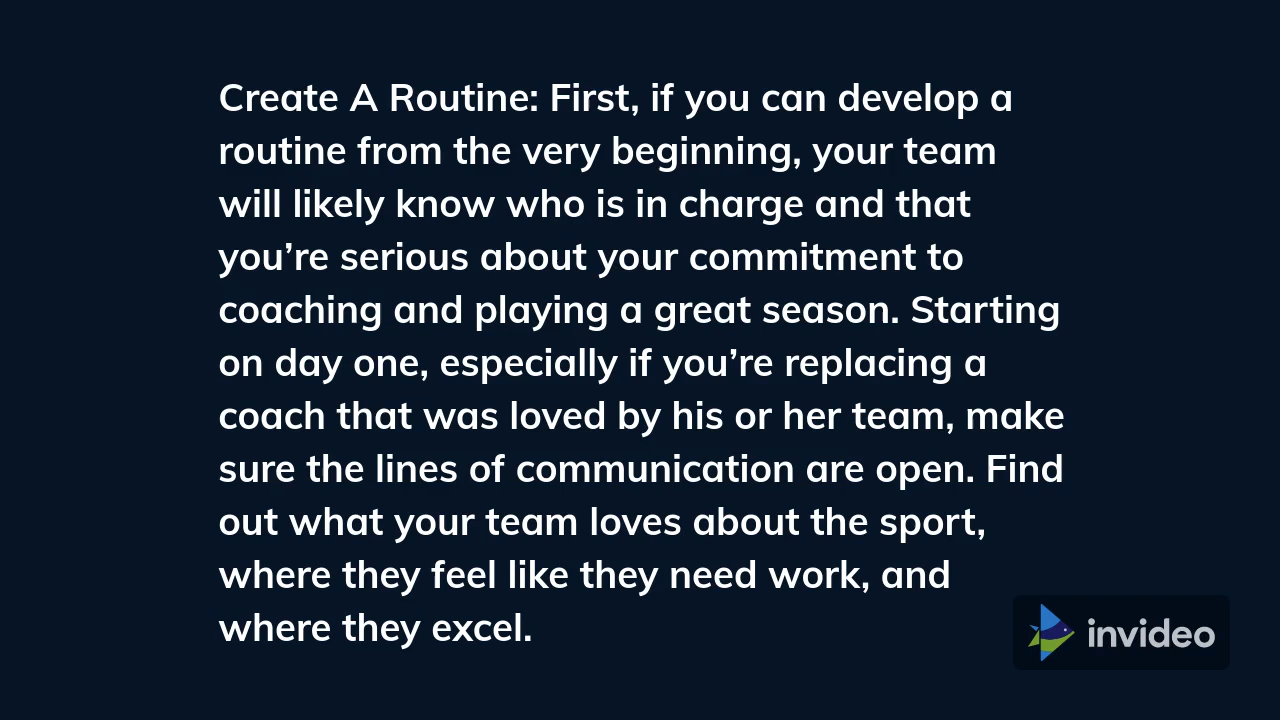 Create A Routine: First, if you can develop a
routine from the very beginning, your team
will likely know who is in charge and that
you’re serious about your commitment to
coaching and playing a great season. Starting
on day one, especially if you’re replacing a
coach that was loved by his or her team, make
sure the lines of communication are open. Find
out what your team loves about the sport,
where they feel like they need work, and
where they excel.
invideo